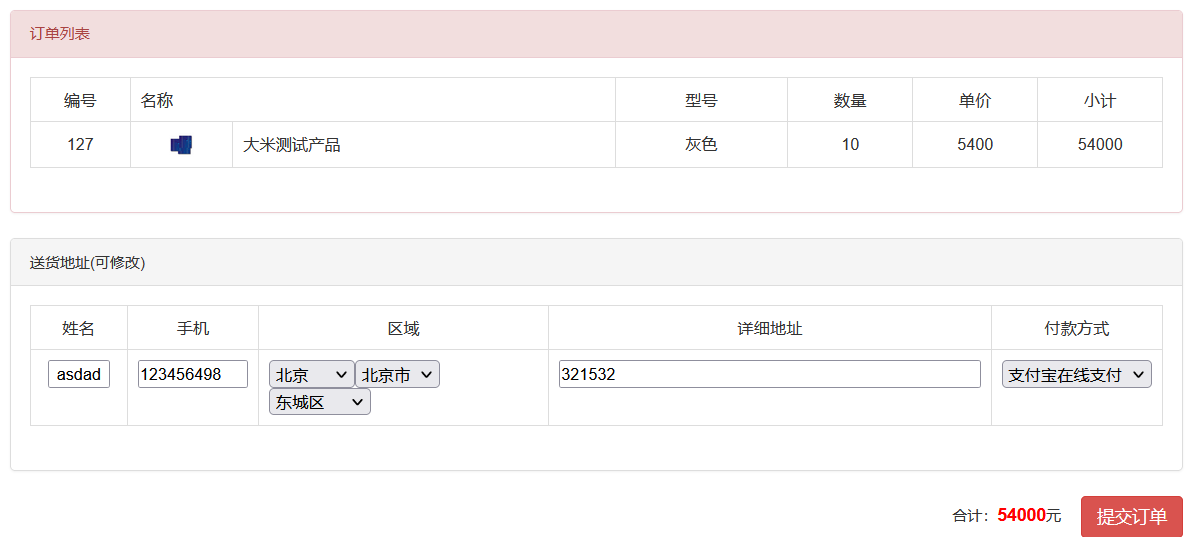 订单列表
编号 名称 型号 数量 单价 小计
127 大米测试产品 灰色 10 5400 54000
送货地址(可修改)
姓名 手机 区域 详细地址 付款方式
asdad 123456498 北京 北京市 321532 支付宝在线支付
东城区
合计：54000元 提交订单